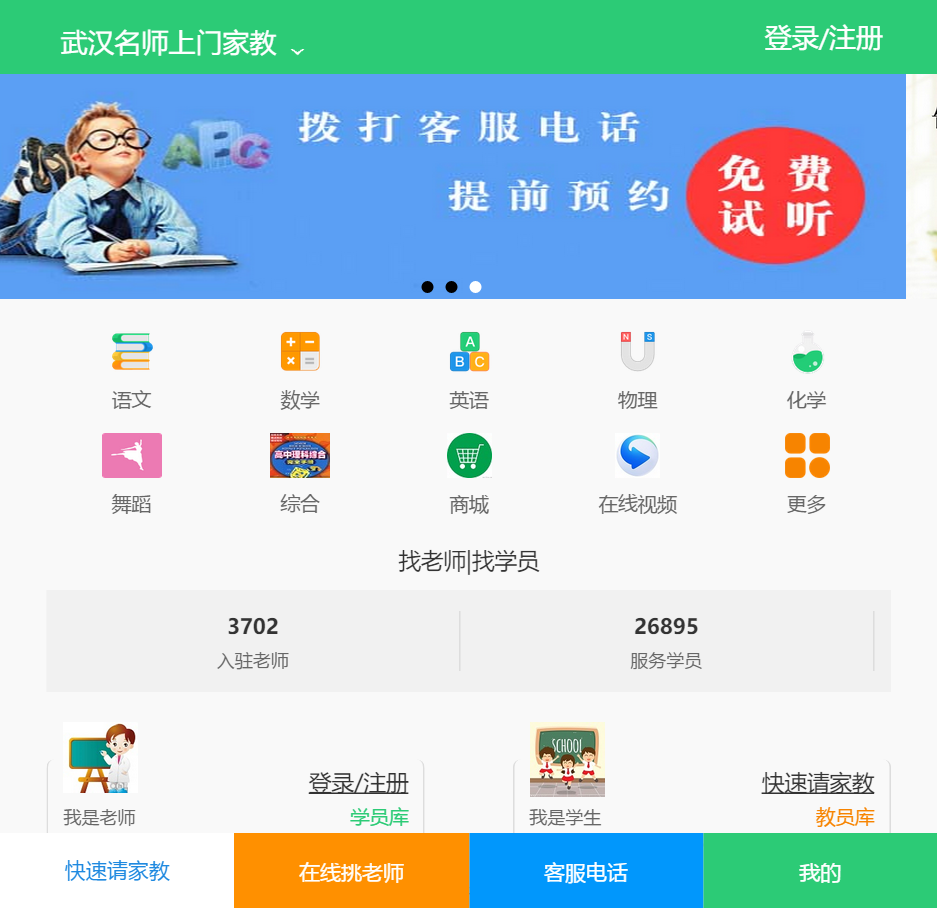 武汉名师上门家教
登录/注册
ABC
拨打客服电话
提前预约
免费
试听
+ −
× =
A
B C
N S
语文 数学 英语 物理 化学
高中理科综合
舞蹈 综合 商城 在线视频 更多
找老师|找学员
3702 26895
入驻老师 服务学员
SCHOOL
登录/注册 快速请家教
我是老师 学员库 我是学生 教员库
快速请家教 在线挑老师 客服电话 我的